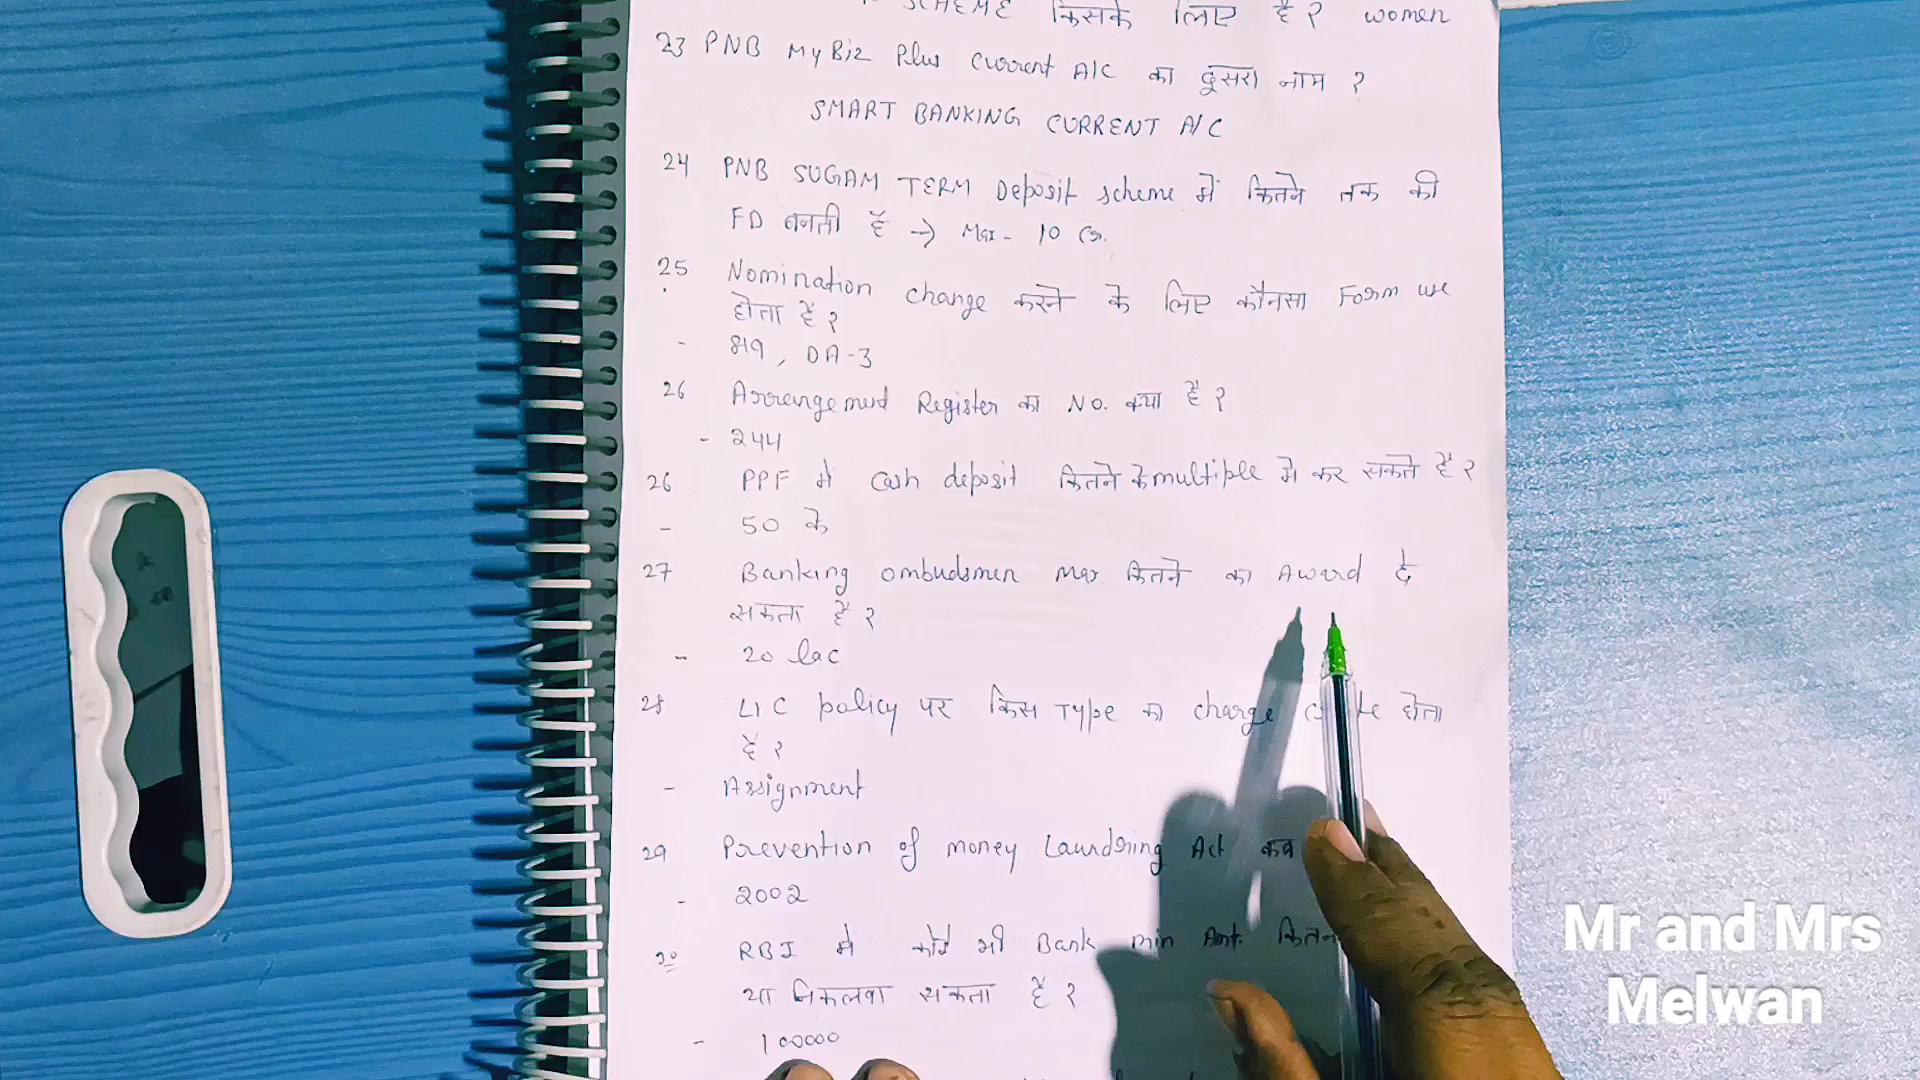 SCHEME किसके लिए है ? women
23 PNB MyBiz Plus Current A/C का दूसरा नाम ?
SMART BANKING CURRENT A/C
24 PNB SUGAM TERM Deposit scheme में कितने तक की
FD बनती है → Max - 10 Cr.
25 Nomination change करने के लिए कौनसा Form use
होता है ?
- 819, DA-3
26 Arrangement Register का No. क्या है ?
- 244
26 PPF मे Cash deposit कितने के multiple मे कर सकते है ?
- 50 के
27 Banking ombudsmen Max कितने का Award दे
सकता है ?
- 20 lac
28 LIC policy पर किस Type का charge होता
है ?
- Assignment
29 Prevention of money Laundring Act कब
- 2002
30 RBI मे कोई भी Bank min Amt.
या निकलवा सकता है ?
- 100000
Mr and Mrs
Melwan